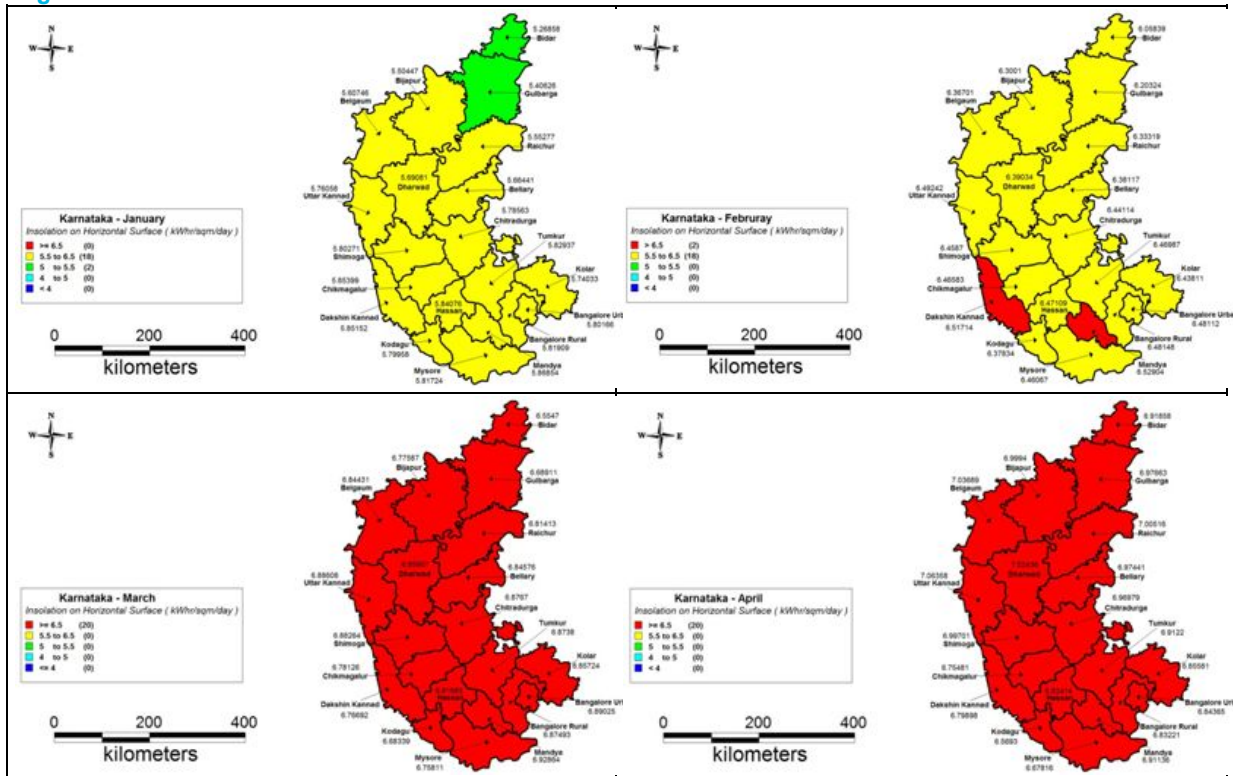 N
W E
S
5.26858
Bidar
5.50447
Bijapur
5.40626
Gulbarga
5.60746
Belgaum
5.55277
Raichur
5.69081
Dharwad
5.66441
Bellary
5.76058
Uttar Kannad
5.78563
Chitradurga
Tumkur
5.82937
5.80271
Shimoga
Kolar
5.74033
5.85399
Chikmagalur
5.84076
Hassan
Dakshin Kannad
5.85152
Bangalore Urb
5.80166
Bangalore Rural
5.81909
Kodagu
5.79958
Mandya
5.86854
Mysore
5.81724
Karnataka - January
Insolation on Horizontal Surface ( kWhr/sqm/day )
>= 6.5 (0)
5.5 to 6.5 (18)
5 to 5.5 (2)
4 to 5 (0)
< 4 (0)
0 200 400
kilometers
N
W E
S
6.05839
Bidar
6.3001
Bijapur
6.20324
Gulbarga
6.36701
Belgaum
6.33319
Raichur
6.39034
Dharwad
6.38117
Bellary
6.49242
Uttar Kannad
6.44114
Chitradurga
Tumkur
6.46987
6.4587
Shimoga
Kolar
6.43811
6.46583
Chikmagalur
6.47109
Hassan
Dakshin Kannad
6.51714
Bangalore Urba
6.48112
Bangalore Rural
6.48148
Kodagu
6.37834
Mandya
6.52904
Mysore
6.46067
Karnataka - Februray
Insolation on Horizontal Surface ( kWhr/sqm/day )
> 6.5 (2)
5.5 to 6.5 (18)
5 to 5.5 (0)
4 to 5 (0)
< 4 (0)
0 200 400
kilometers
N
W E
S
6.5547
Bidar
6.77587
Bijapur
6.68911
Gulbarga
6.84431
Belgaum
6.81413
Raichur
Dharwad
6.84576
Bellary
6.88608
Uttar Kannad
6.8767
Chitradurga
Tumkur
6.8738
6.88264
Shimoga
Kolar
6.85724
6.78126
Chikmagalur
Hassan
Dakshin Kannad
6.76692
Bangalore Ur
6.89025
Bangalore Rural
6.87493
Kodagu
6.68339
Mandya
6.92864
Mysore
6.75811
Karnataka - March
Insolation on Horizontal Surface ( kWhr/sqm/day )
>= 6.5 (20)
5.5 to 6.5 (0)
5 to 5.5 (0)
4 to 5 (0)
<= 4 (0)
0 200 400
kilometers
N
W E
S
6.91858
Bidar
6.9994
Bijapur
6.97663
Gulbarga
7.03689
Belgaum
7.00516
Raichur
Dharwad
6.97441
Bellary
7.06358
Uttar Kannad
6.96979
Chitradurga
Tumkur
6.9122
6.99701
Shimoga
Kolar
6.85581
6.75481
Chikmagalur
Hassan
Dakshin Kannad
6.79898
Bangalore Urb
6.84365
Bangalore Rural
6.83221
Kodagu
6.5693
Mandya
6.91136
Mysore
6.67816
Karnataka - April
Insolation on Horizontal Surface ( kWhr/sqm/day )
>= 6.5 (20)
5.5 to 6.5 (0)
5 to 5.5 (0)
4 to 5 (0)
< 4 (0)
0 200 400
kilometers